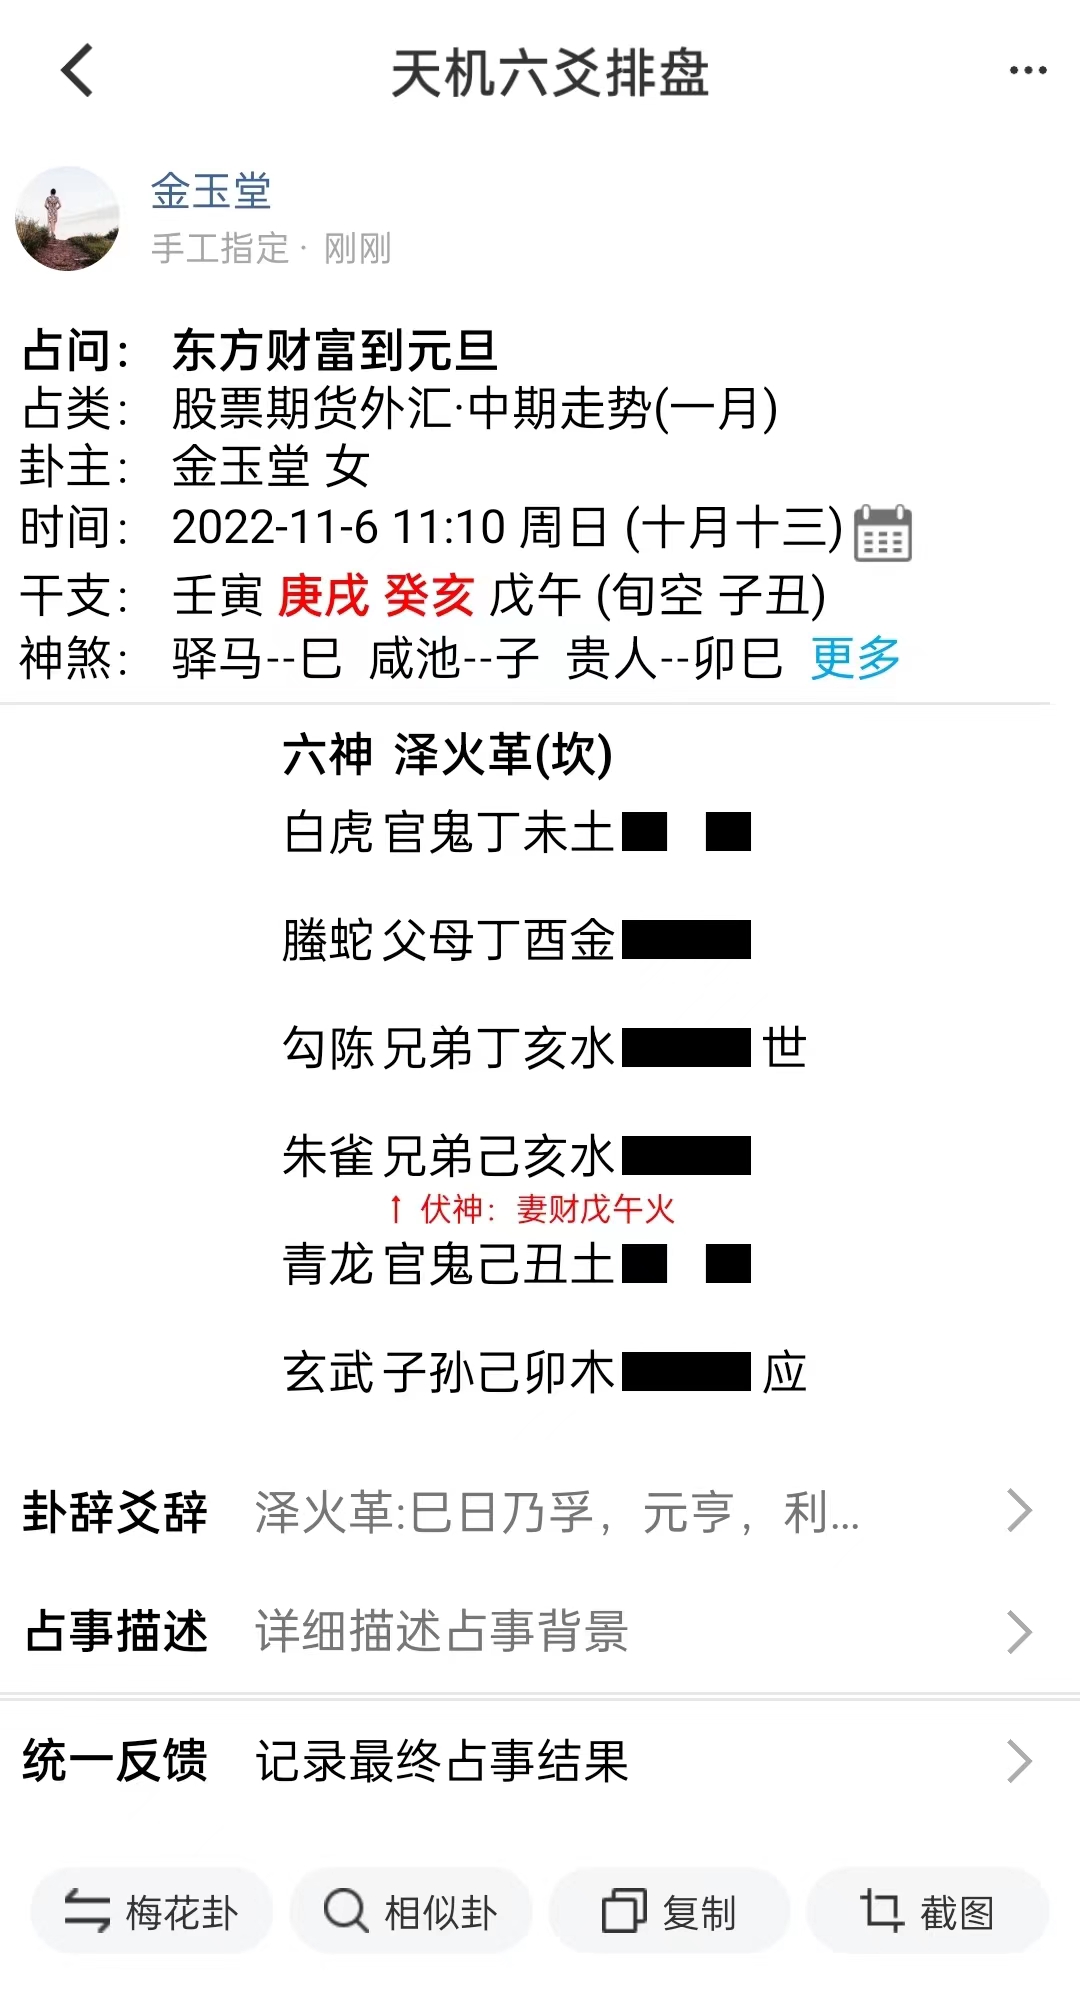 天机六爻排盘
金玉堂
手工指定· 刚刚
占问： 东方财富到元旦
占类： 股票期货外汇·中期走势(一月)
卦主： 金玉堂 女
时间： 2022-11-6 11:10 周日 (十月十三)
干支： 壬寅 庚戌 癸亥 戊午 (旬空 子丑)
神煞： 驿马--巳 咸池--子 贵人--卯巳 更多
六神 泽火革(坎)
白虎 官鬼丁未土
螣蛇 父母丁酉金
勾陈 兄弟丁亥水 世
朱雀 兄弟己亥水
↑ 伏神：妻财戊午火
青龙 官鬼己丑土
玄武 子孙己卯木 应
卦辞爻辞 泽火革:巳日乃孚，元亨，利...
占事描述 详细描述占事背景
统一反馈 记录最终占事结果
梅花卦 相似卦 复制 截图